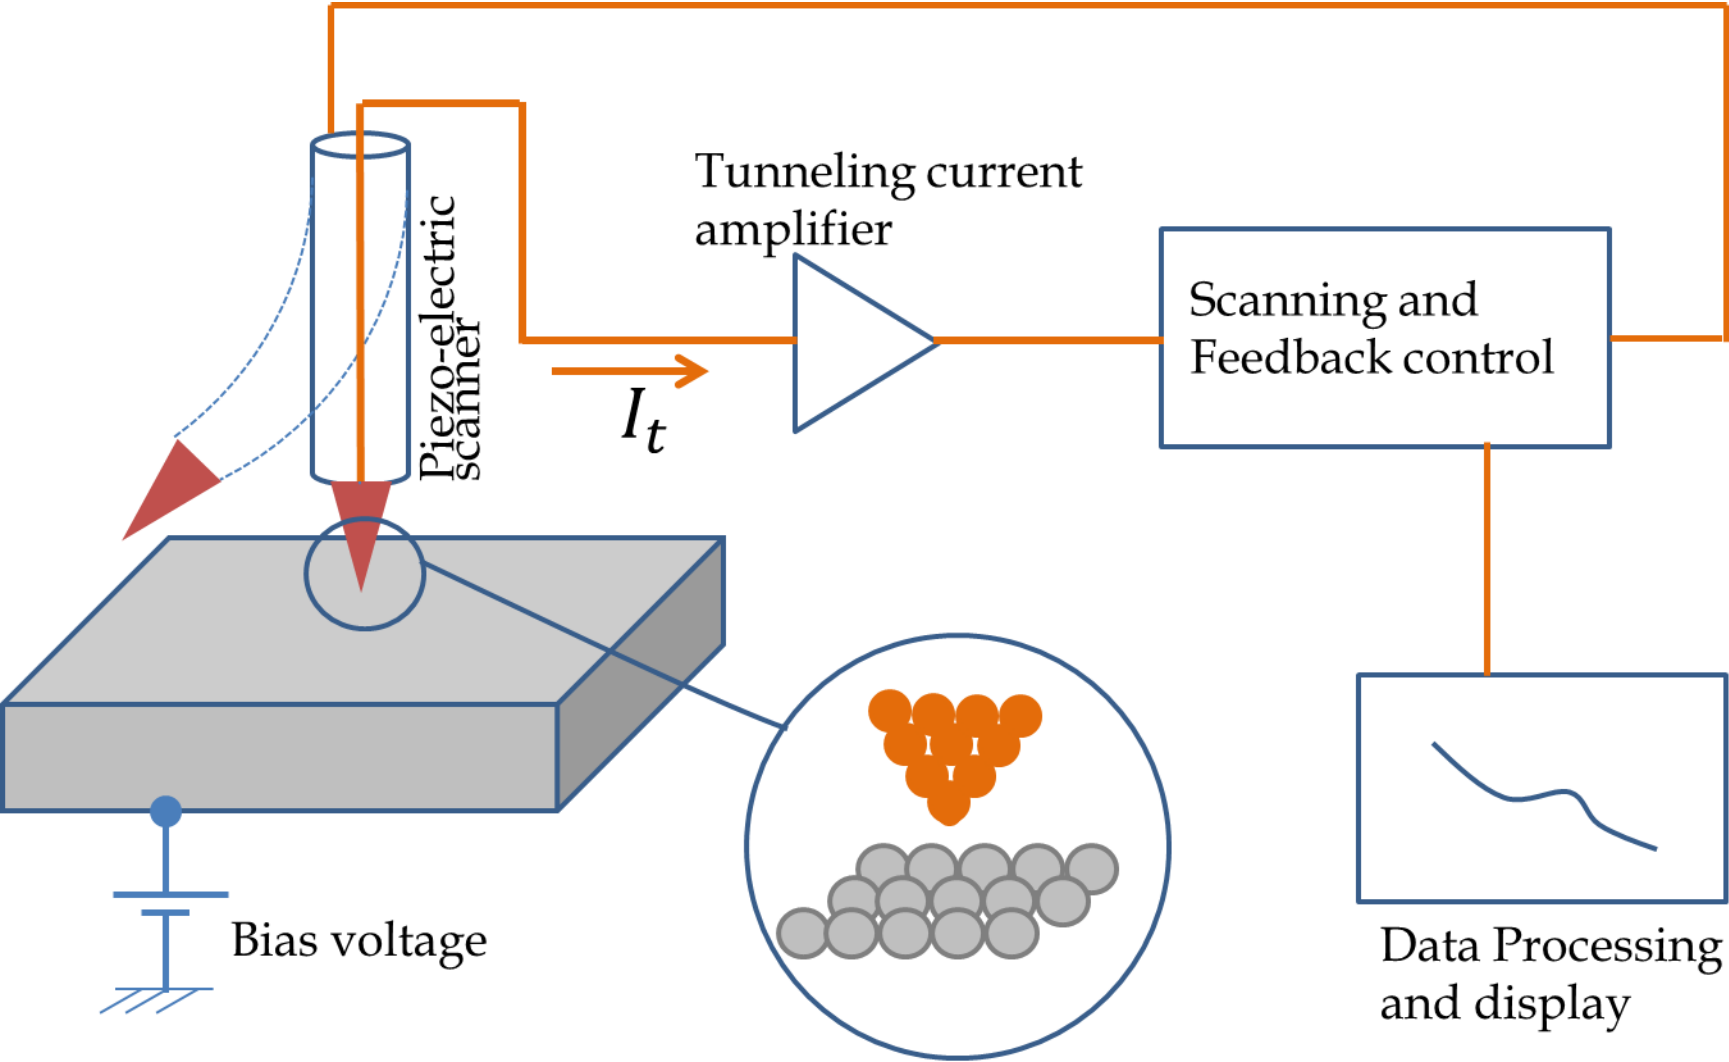 Tunneling current
amplifier
Piezo-electric
scanner
Scanning and
Feedback control
I_t
Bias voltage
Data Processing
and display